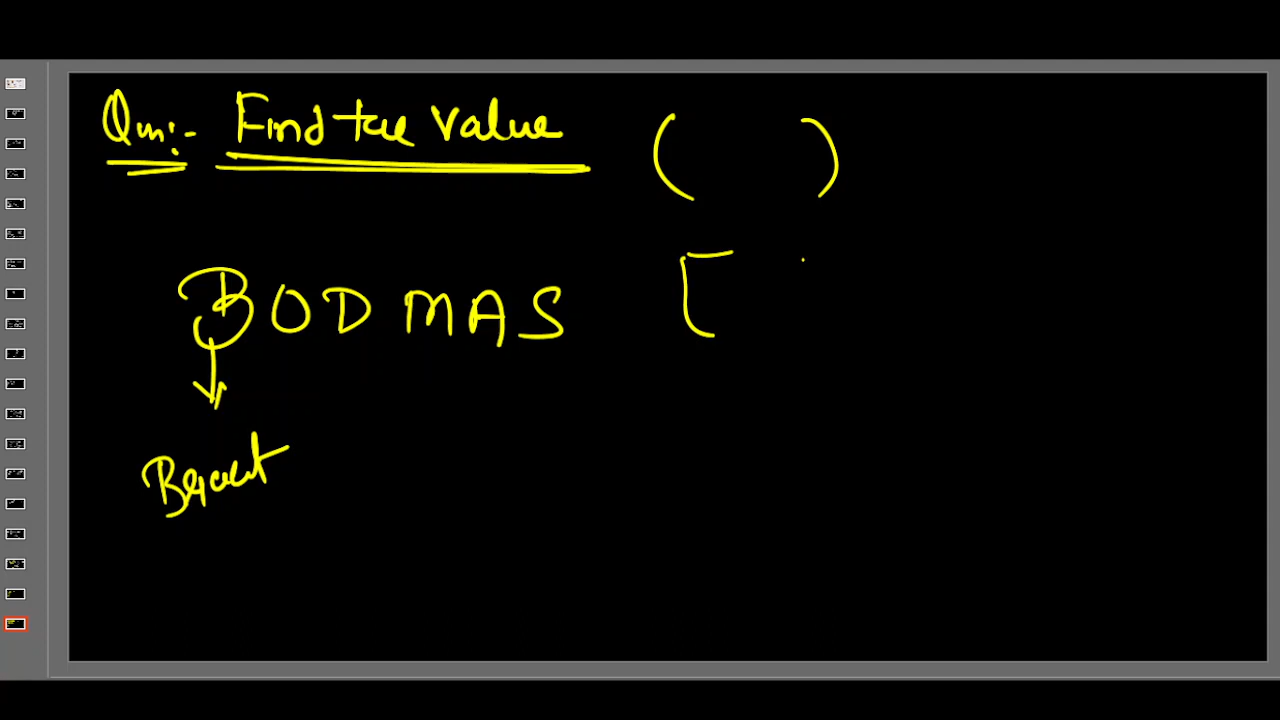 Qn:- Find the value ( )
BODMAS [
Bracket